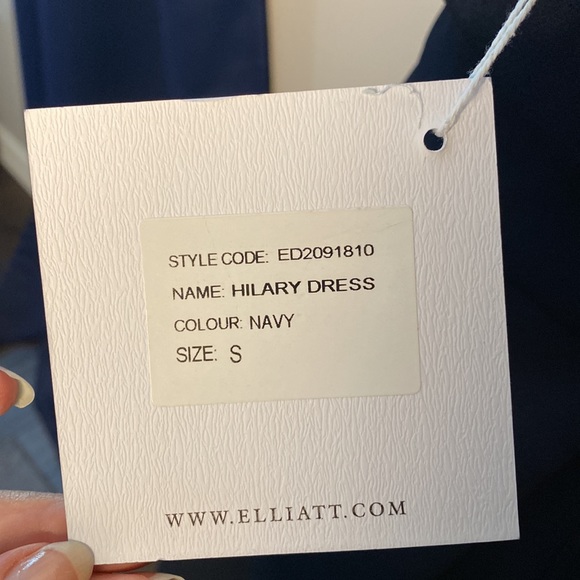 STYLE CODE: ED2091810
NAME: HILARY DRESS
COLOUR: NAVY
SIZE: S
WWW.ELLIATT.COM